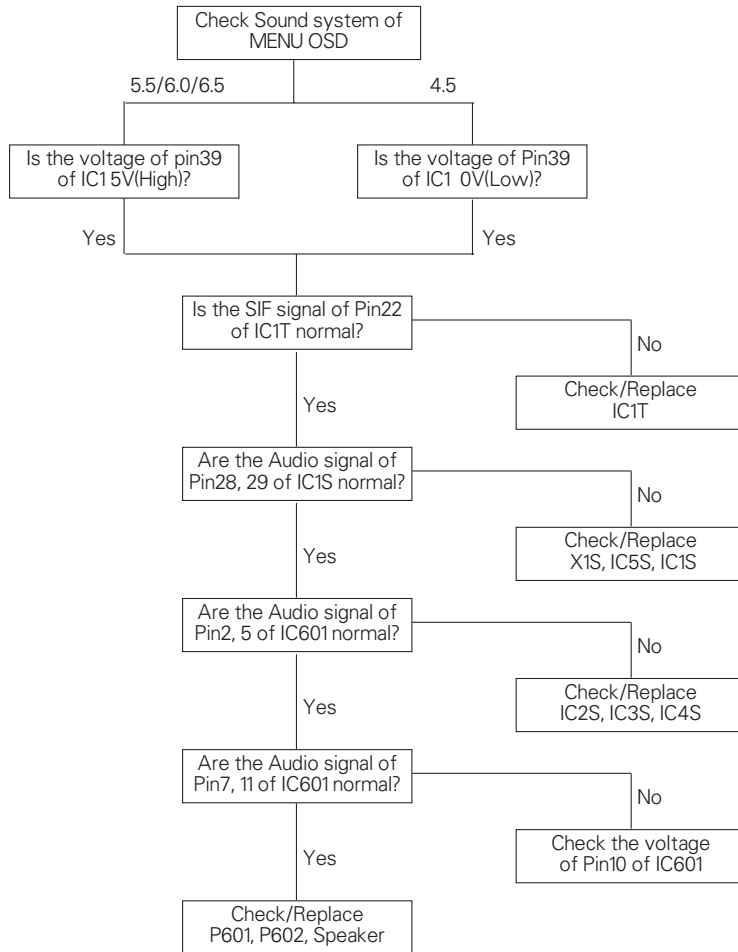 Check Sound system of
MENU OSD
5.5/6.0/6.5
4.5
Is the voltage of pin39
of IC1 5V(High)?
Is the voltage of Pin39
of IC1 0V(Low)?
Yes
Yes
Is the SIF signal of Pin22
of IC1T normal?
No
Check/Replace
IC1T
Yes
Are the Audio signal of
Pin28, 29 of IC1S normal?
No
Check/Replace
X1S, IC5S, IC1S
Yes
Are the Audio signal of
Pin2, 5 of IC601 normal?
No
Check/Replace
IC2S, IC3S, IC4S
Yes
Are the Audio signal of
Pin7, 11 of IC601 normal?
No
Check the voltage
of Pin10 of IC601
Yes
Check/Replace
P601, P602, Speaker